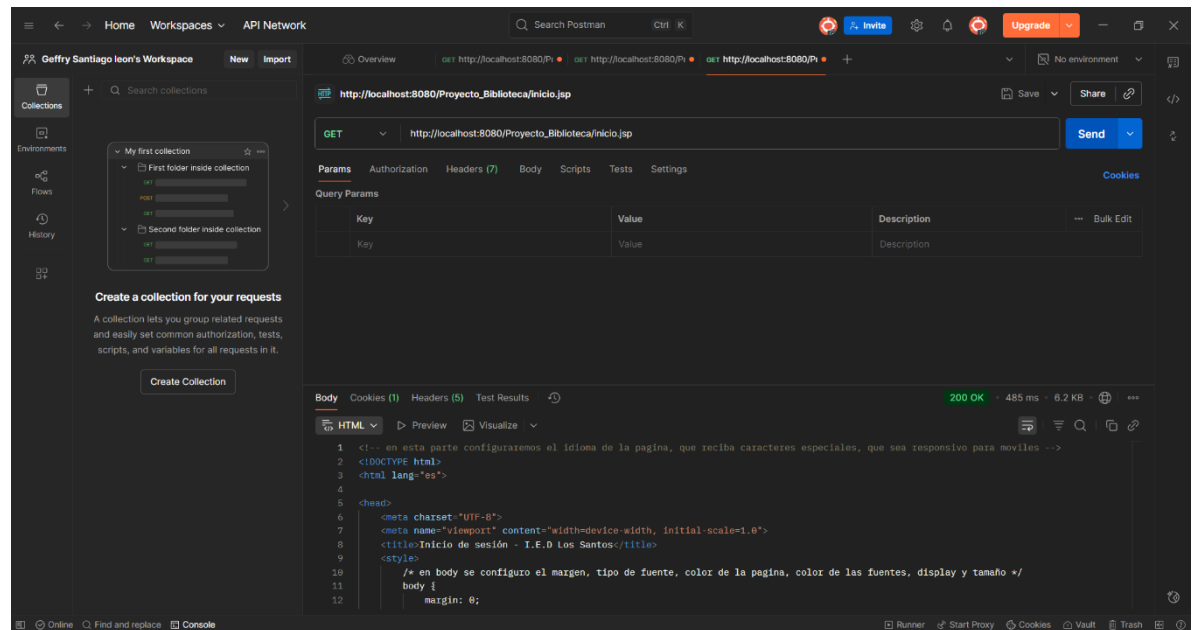 Home Workspaces API Network Search Postman Ctrl K Invite Upgrade
Geffry Santiago leon's Workspace New Import Overview GET http://localhost:8080/Pr GET http://localhost:8080/Pr GET http://localhost:8080/Pr No environment
Collections
Search collections
http://localhost:8080/Proyecto_Biblioteca/inicio.jsp Save Share
Environments
GET http://localhost:8080/Proyecto_Biblioteca/inicio.jsp Send
My first collection
First folder inside collection
GET
POST
GET
Second folder inside collection
GET
GET
Flows
History
Params Authorization Headers (7) Body Scripts Tests Settings Cookies
Query Params
Key Value Description Bulk Edit
Key Value Description
Create a collection for your requests
A collection lets you group related requests
and easily set common authorization, tests,
scripts, and variables for all requests in it.
Create Collection
Body Cookies (1) Headers (5) Test Results 200 OK 485 ms 6.2 KB
HTML Preview Visualize
1 <!-- en esta parte configuraremos el idioma de la pagina, que reciba caracteres especiales, que sea responsivo para moviles -->
2 <!DOCTYPE html>
3 <html lang="es">
4
5 <head>
6 <meta charset="UTF-8">
7 <meta name="viewport" content="width=device-width, initial-scale=1.0">
8 <title>Inicio de sesión - I.E.D Los Santos</title>
9 <style>
10 /* en body se configuro el margen, tipo de fuente, color de la pagina, color de las fuentes, display y tamaño */
11 body {
12 margin: 0;
Online Find and replace Console Runner Start Proxy Cookies Vault Trash